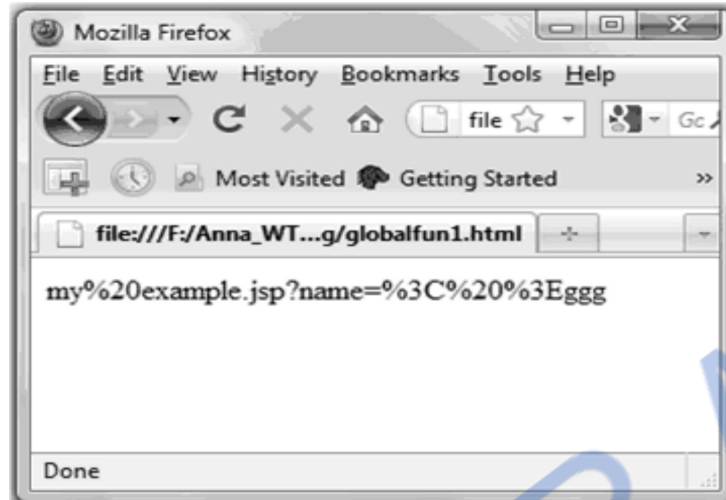 Mozilla Firefox
File Edit View History Bookmarks Tools Help
file
Most Visited Getting Started »
file:///F:/Anna_WT...g/globalfun1.html
my%20example.jsp?name=%3C%20%3Eggg
Done